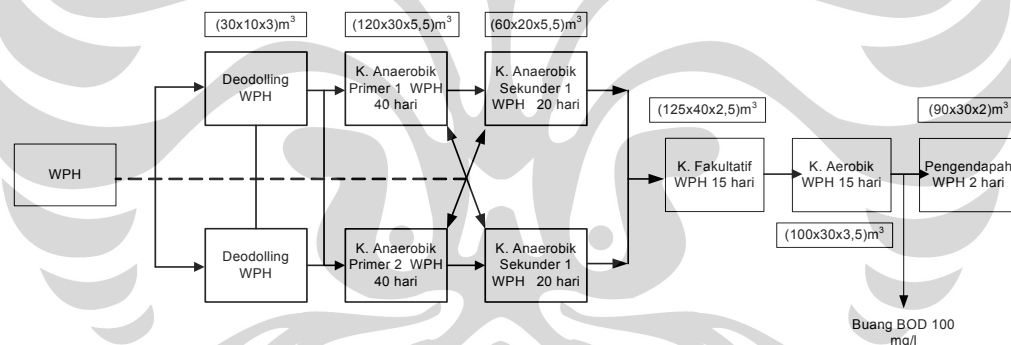 (30x10x3)m³
(120x30x5,5)m³
(60x20x5,5)m³
Deodolling
WPH
K. Anaerobik
Primer 1 WPH
40 hari
K. Anaerobik
Sekunder 1
WPH 20 hari
(125x40x2,5)m³
(90x30x2)m³
WPH
K. Fakultatif
WPH 15 hari
K. Aerobik
WPH 15 hari
Pengendapah
WPH 2 hari
(100x30x3,5)m³
Deodolling
WPH
K. Anaerobik
Primer 2 WPH
40 hari
K. Anaerobik
Sekunder 1
WPH 20 hari
Buang BOD 100
mg/l